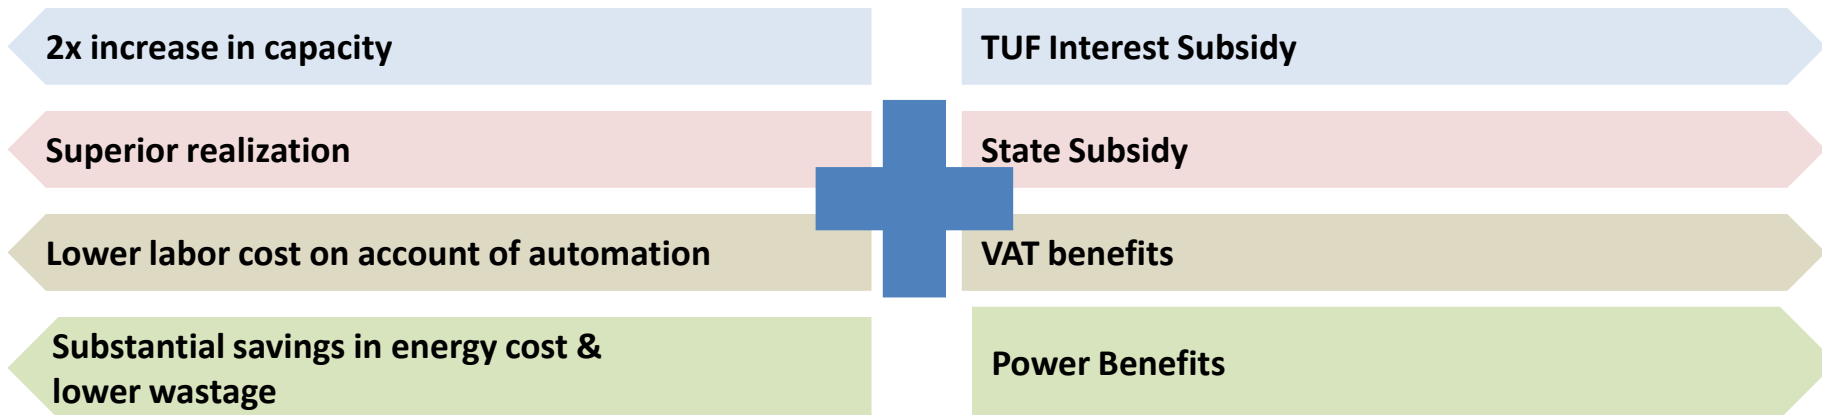 2x increase in capacity
TUF Interest Subsidy
Superior realization
State Subsidy
Lower labor cost on account of automation
VAT benefits
Substantial savings in energy cost &
lower wastage
Power Benefits